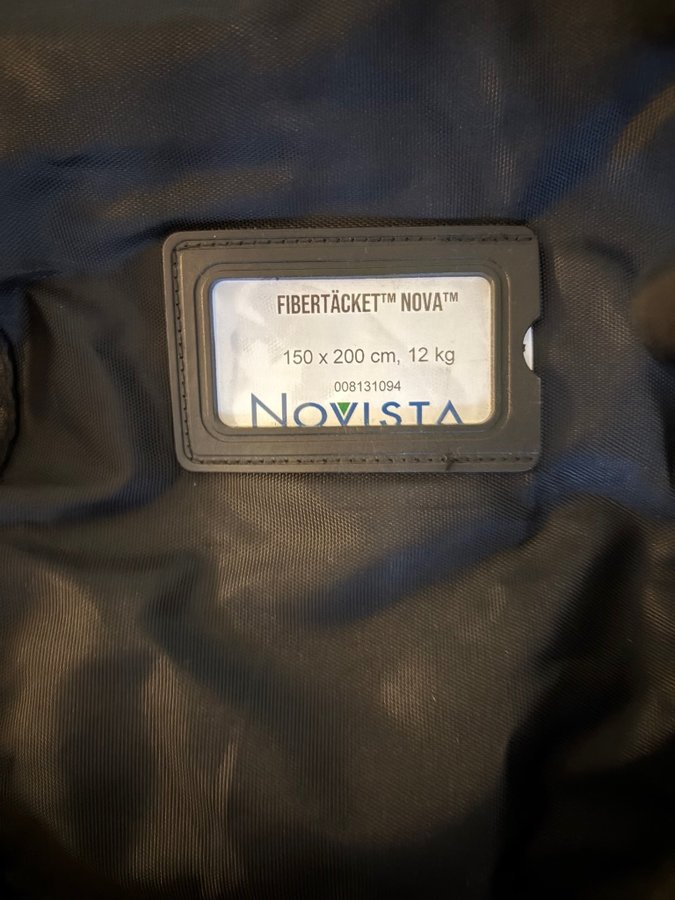 FIBERTÄCKET™ NOVA™
150 x 200 cm, 12 kg
008131094
NOVISTA